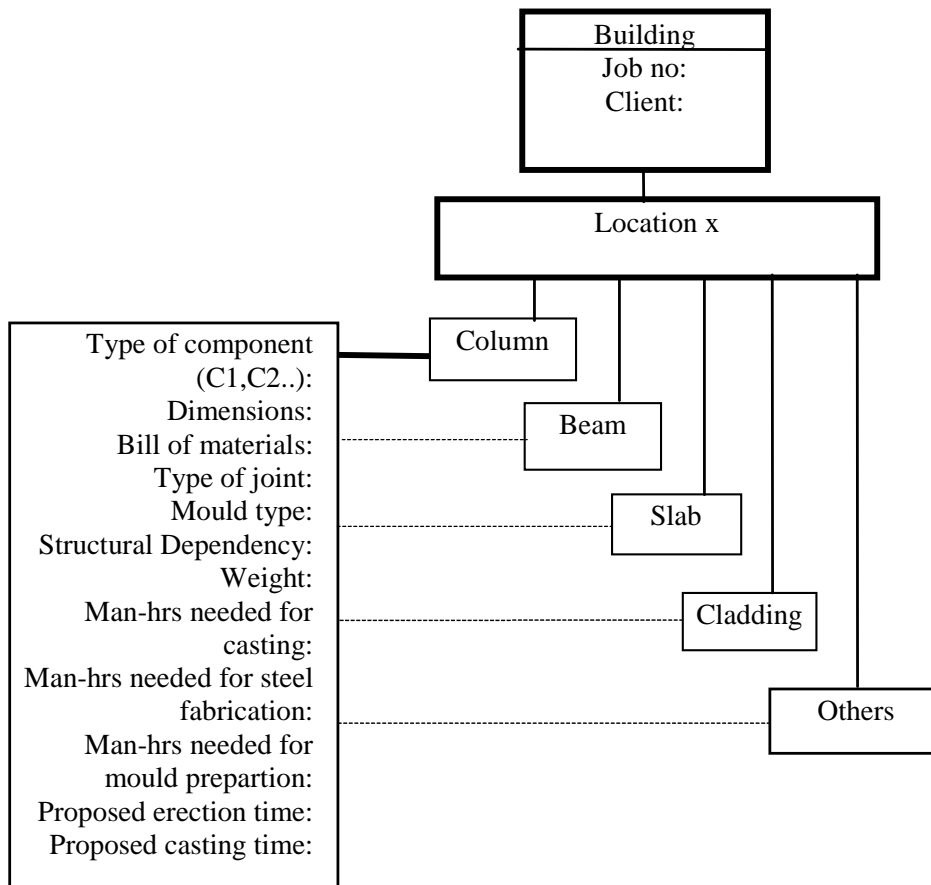 Building
Job no:
Client:
Location x
Column
Beam
Slab
Cladding
Others
Type of component
(C1,C2..):
Dimensions:
Bill of materials:
Type of joint:
Mould type:
Structural Dependency:
Weight:
Man-hrs needed for
casting:
Man-hrs needed for steel
fabrication:
Man-hrs needed for
mould prepartion:
Proposed erection time:
Proposed casting time: